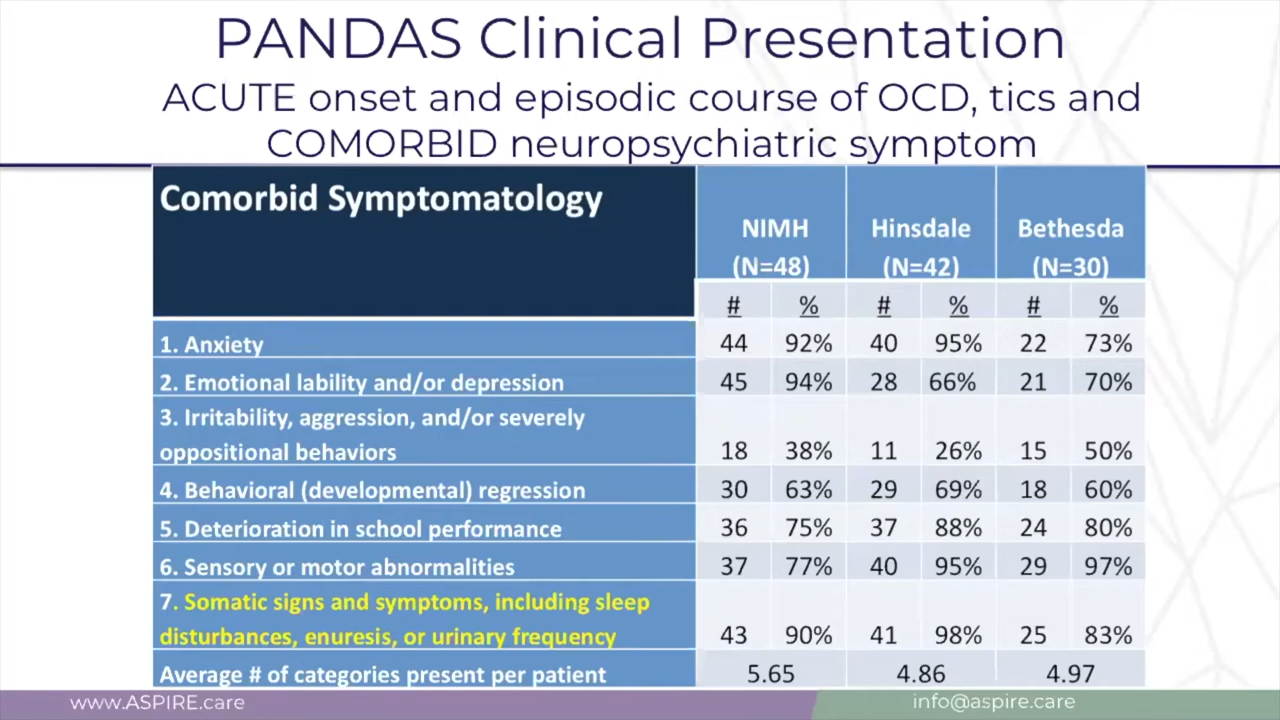 PANDAS Clinical Presentation
ACUTE onset and episodic course of OCD, tics and
COMORBID neuropsychiatric symptom
Comorbid Symptomatology
NIMH Hinsdale Bethesda
(N=48) (N=42) (N=30)
# % # % # %
1. Anxiety 44 92% 40 95% 22 73%
2. Emotional lability and/or depression 45 94% 28 66% 21 70%
3. Irritability, aggression, and/or severely
oppositional behaviors 18 38% 11 26% 15 50%
4. Behavioral (developmental) regression 30 63% 29 69% 18 60%
5. Deterioration in school performance 36 75% 37 88% 24 80%
6. Sensory or motor abnormalities 37 77% 40 95% 29 97%
7. Somatic signs and symptoms, including sleep
disturbances, enuresis, or urinary frequency 43 90% 41 98% 25 83%
Average # of categories present per patient 5.65 4.86 4.97
www.ASPIRE.care info@aspire.care